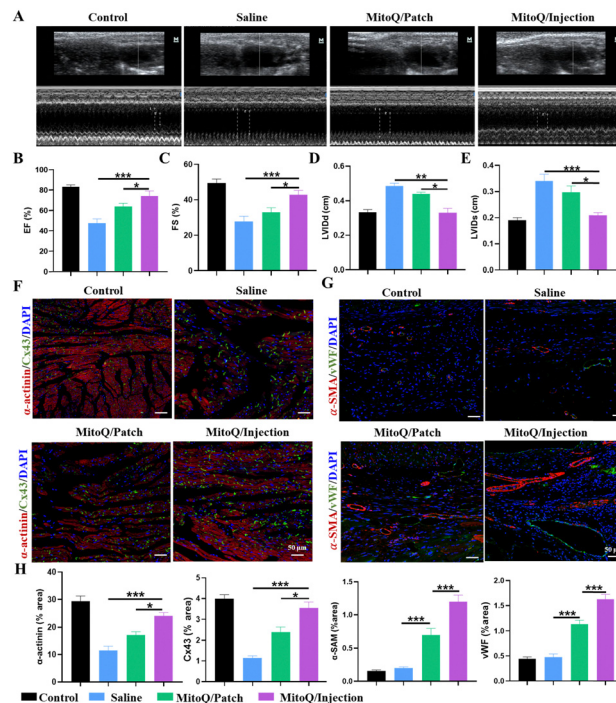 A
Control
Saline
MitoQ/Patch
MitoQ/Injection
B
EF (%)
100
80
60
40
20
0
***
*
C
FS (%)
60
40
20
0
***
*
D
LVIDd (cm)
0.6
0.4
0.2
0.0
**
*
E
LVIDs (cm)
0.4
0.3
0.2
0.1
0.0
***
*
F
Control
Saline
α-actinin/Cx43/DAPI
MitoQ/Patch
MitoQ/Injection
α-actinin/Cx43/DAPI
50 μm
G
Control
Saline
α-SMA/vWF/DAPI
MitoQ/Patch
MitoQ/Injection
α-SMA/vWF/DAPI
50 μm
H
α-actinin (% area)
40
30
20
10
0
***
*
Cx43 (% area)
5
4
3
2
1
0
***
*
α-SAM (%area)
1.5
1.0
0.5
0.0
***
***
vWF (%area)
2.0
1.5
1.0
0.5
0.0
***
***
Control
Saline
MitoQ/Patch
MitoQ/Injection